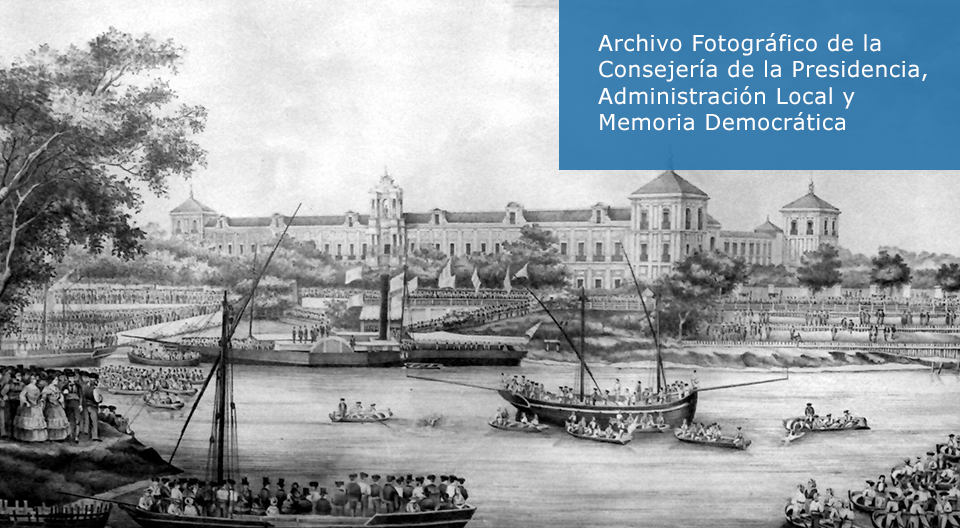 Archivo Fotográfico de la
Consejería de la Presidencia,
Administración Local y
Memoria Democrática